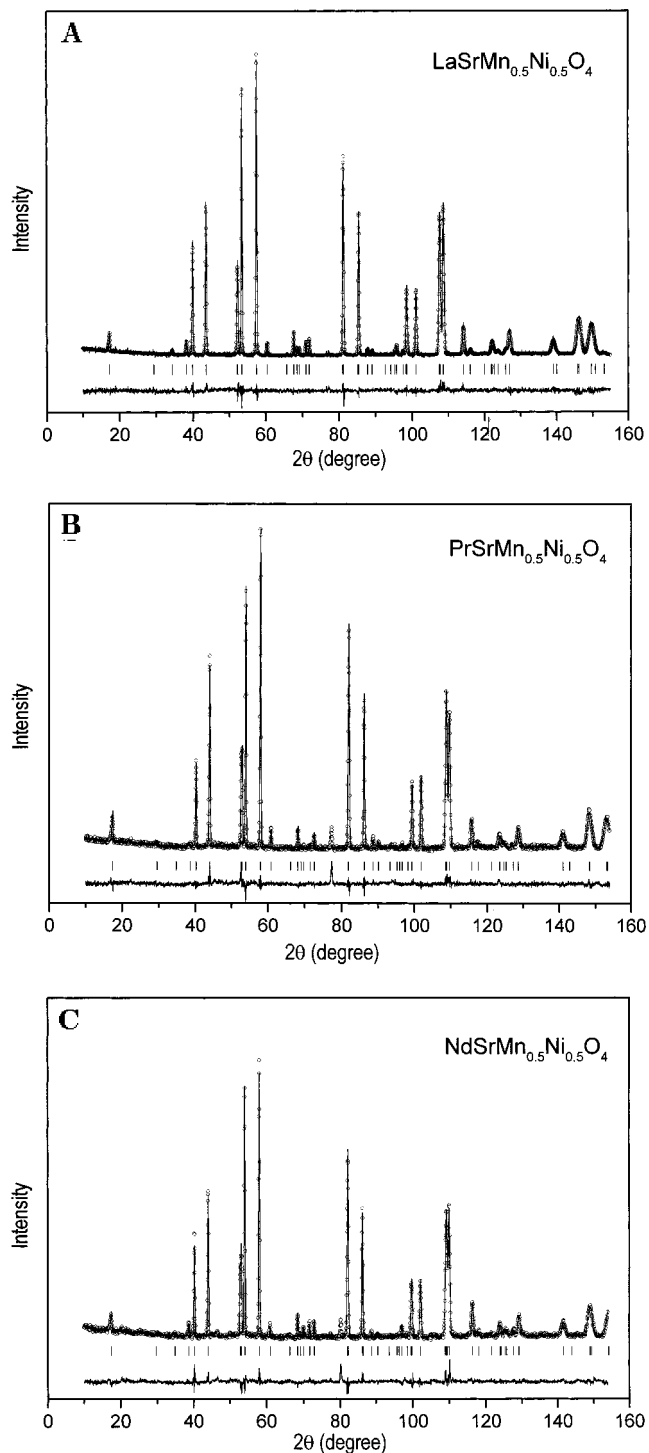 A
LaSrMn₀.₅Ni₀.₅O₄
Intensity
0 20 40 60 80 100 120 140 160
2θ (degree)
B
PrSrMn₀.₅Ni₀.₅O₄
Intensity
0 20 40 60 80 100 120 140 160
2θ (degree)
C
NdSrMn₀.₅Ni₀.₅O₄
Intensity
0 20 40 60 80 100 120 140 160
2θ (degree)